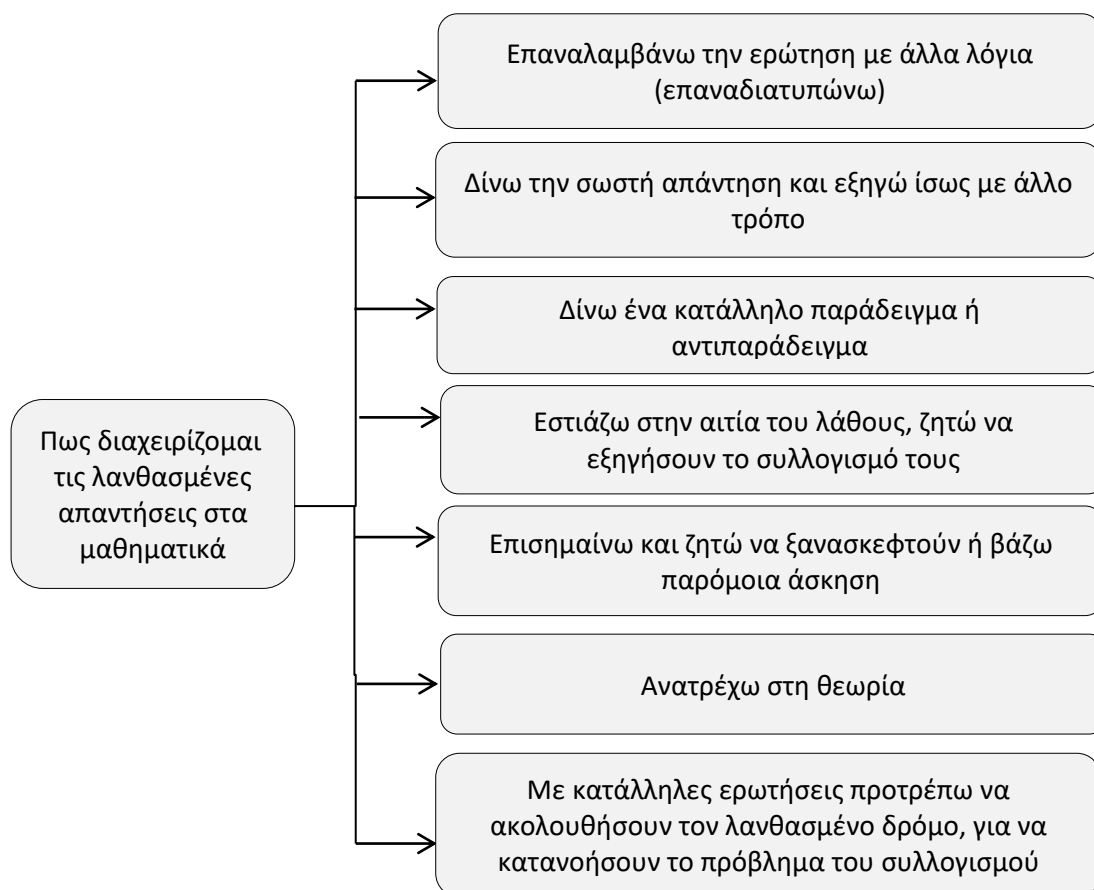 Επαναλαμβάνω την ερώτηση με άλλα λόγια
(επαναδιατυπώνω)
Δίνω την σωστή απάντηση και εξηγώ ίσως με άλλο
τρόπο
Δίνω ένα κατάλληλο παράδειγμα ή
αντιπαράδειγμα
Πως διαχειρίζομαι
τις λανθασμένες
απαντήσεις στα
μαθηματικά
Εστιάζω στην αιτία του λάθους, ζητώ να
εξηγήσουν το συλλογισμό τους
Επισημαίνω και ζητώ να ξανασκεφτούν ή βάζω
παρόμοια άσκηση
Ανατρέχω στη θεωρία
Με κατάλληλες ερωτήσεις προτρέπω να
ακολουθήσουν τον λανθασμένο δρόμο, για να
κατανοήσουν το πρόβλημα του συλλογισμού